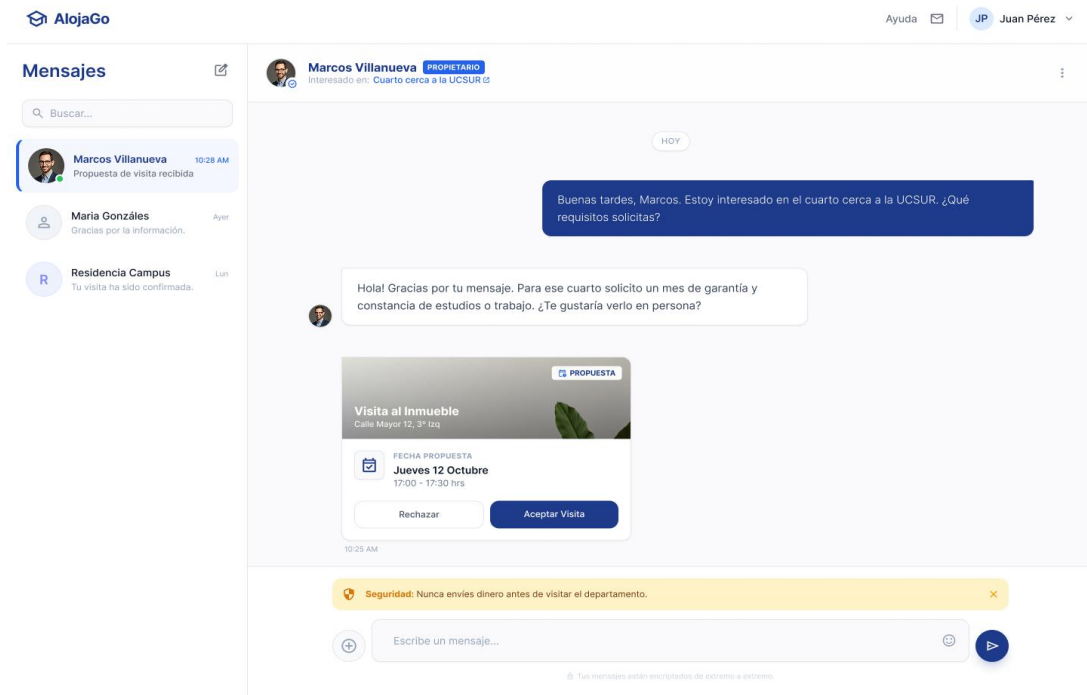 AlojaGo
Ayuda
JP
Juan Pérez
Mensajes
Buscar...
Marcos Villanueva
10:28 AM
Propuesta de visita recibida
Maria Gonzáles
Ayer
Gracias por la información.
R
Residencia Campus
Lun
Tu visita ha sido confirmada.
Marcos Villanueva PROPIETARIO
Interesado en: Cuarto cerca a la UCSUR
HOY
Buenas tardes, Marcos. Estoy interesado en el cuarto cerca a la UCSUR. ¿Qué
requisitos solicitas?
Hola! Gracias por tu mensaje. Para ese cuarto solicito un mes de garantía y
constancia de estudios o trabajo. ¿Te gustaría verlo en persona?
PROPUESTA
Visita al Inmueble
Calle Mayor 12, 3º Izq
FECHA PROPUESTA
Jueves 12 Octubre
17:00 - 17:30 hrs
Rechazar
Aceptar Visita
10:25 AM
Seguridad: Nunca envíes dinero antes de visitar el departamento.
Escribe un mensaje...
Tus mensajes están encriptados de extremo a extremo.